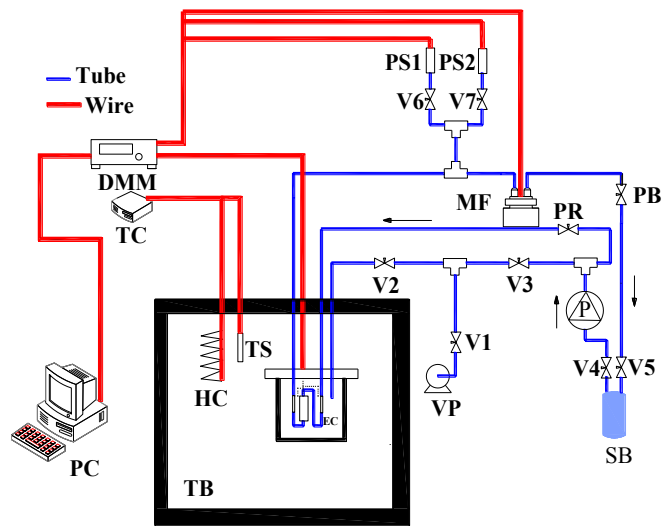 PS1 PS2
Tube
Wire
V6 V7
DMM
MF
PB
TC
PR
V2
V3
P
V1
TS
HC
VP
V4 V5
EC
PC
TB
SB